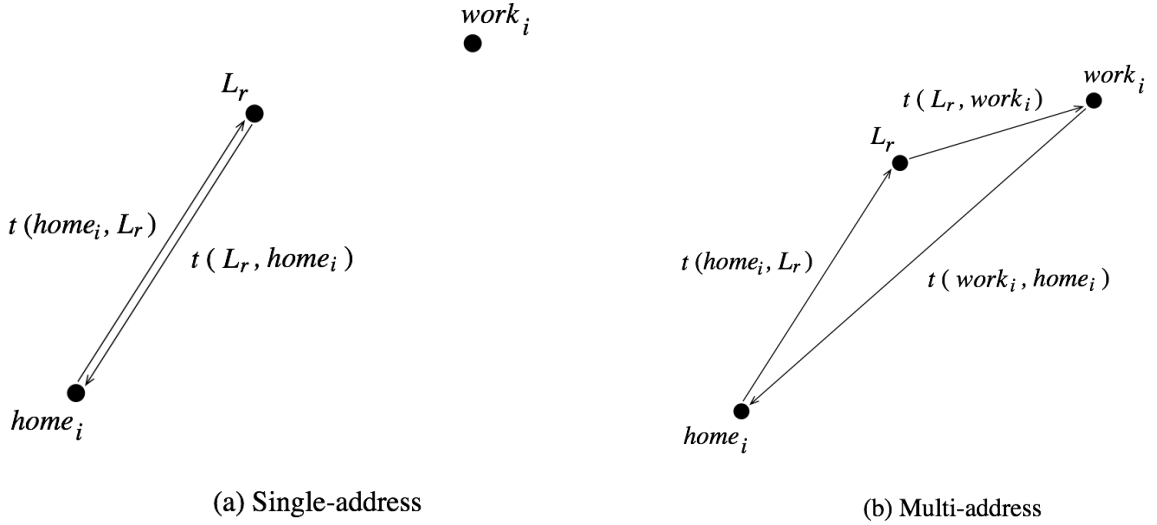 work_i
L_r
t(home_i, L_r)
t( L_r, home_i )
home_i
(a) Single-address
work_i
t( L_r, work_i)
L_r
t(home_i, L_r)
t( work_i, home_i )
home_i
(b) Multi-address